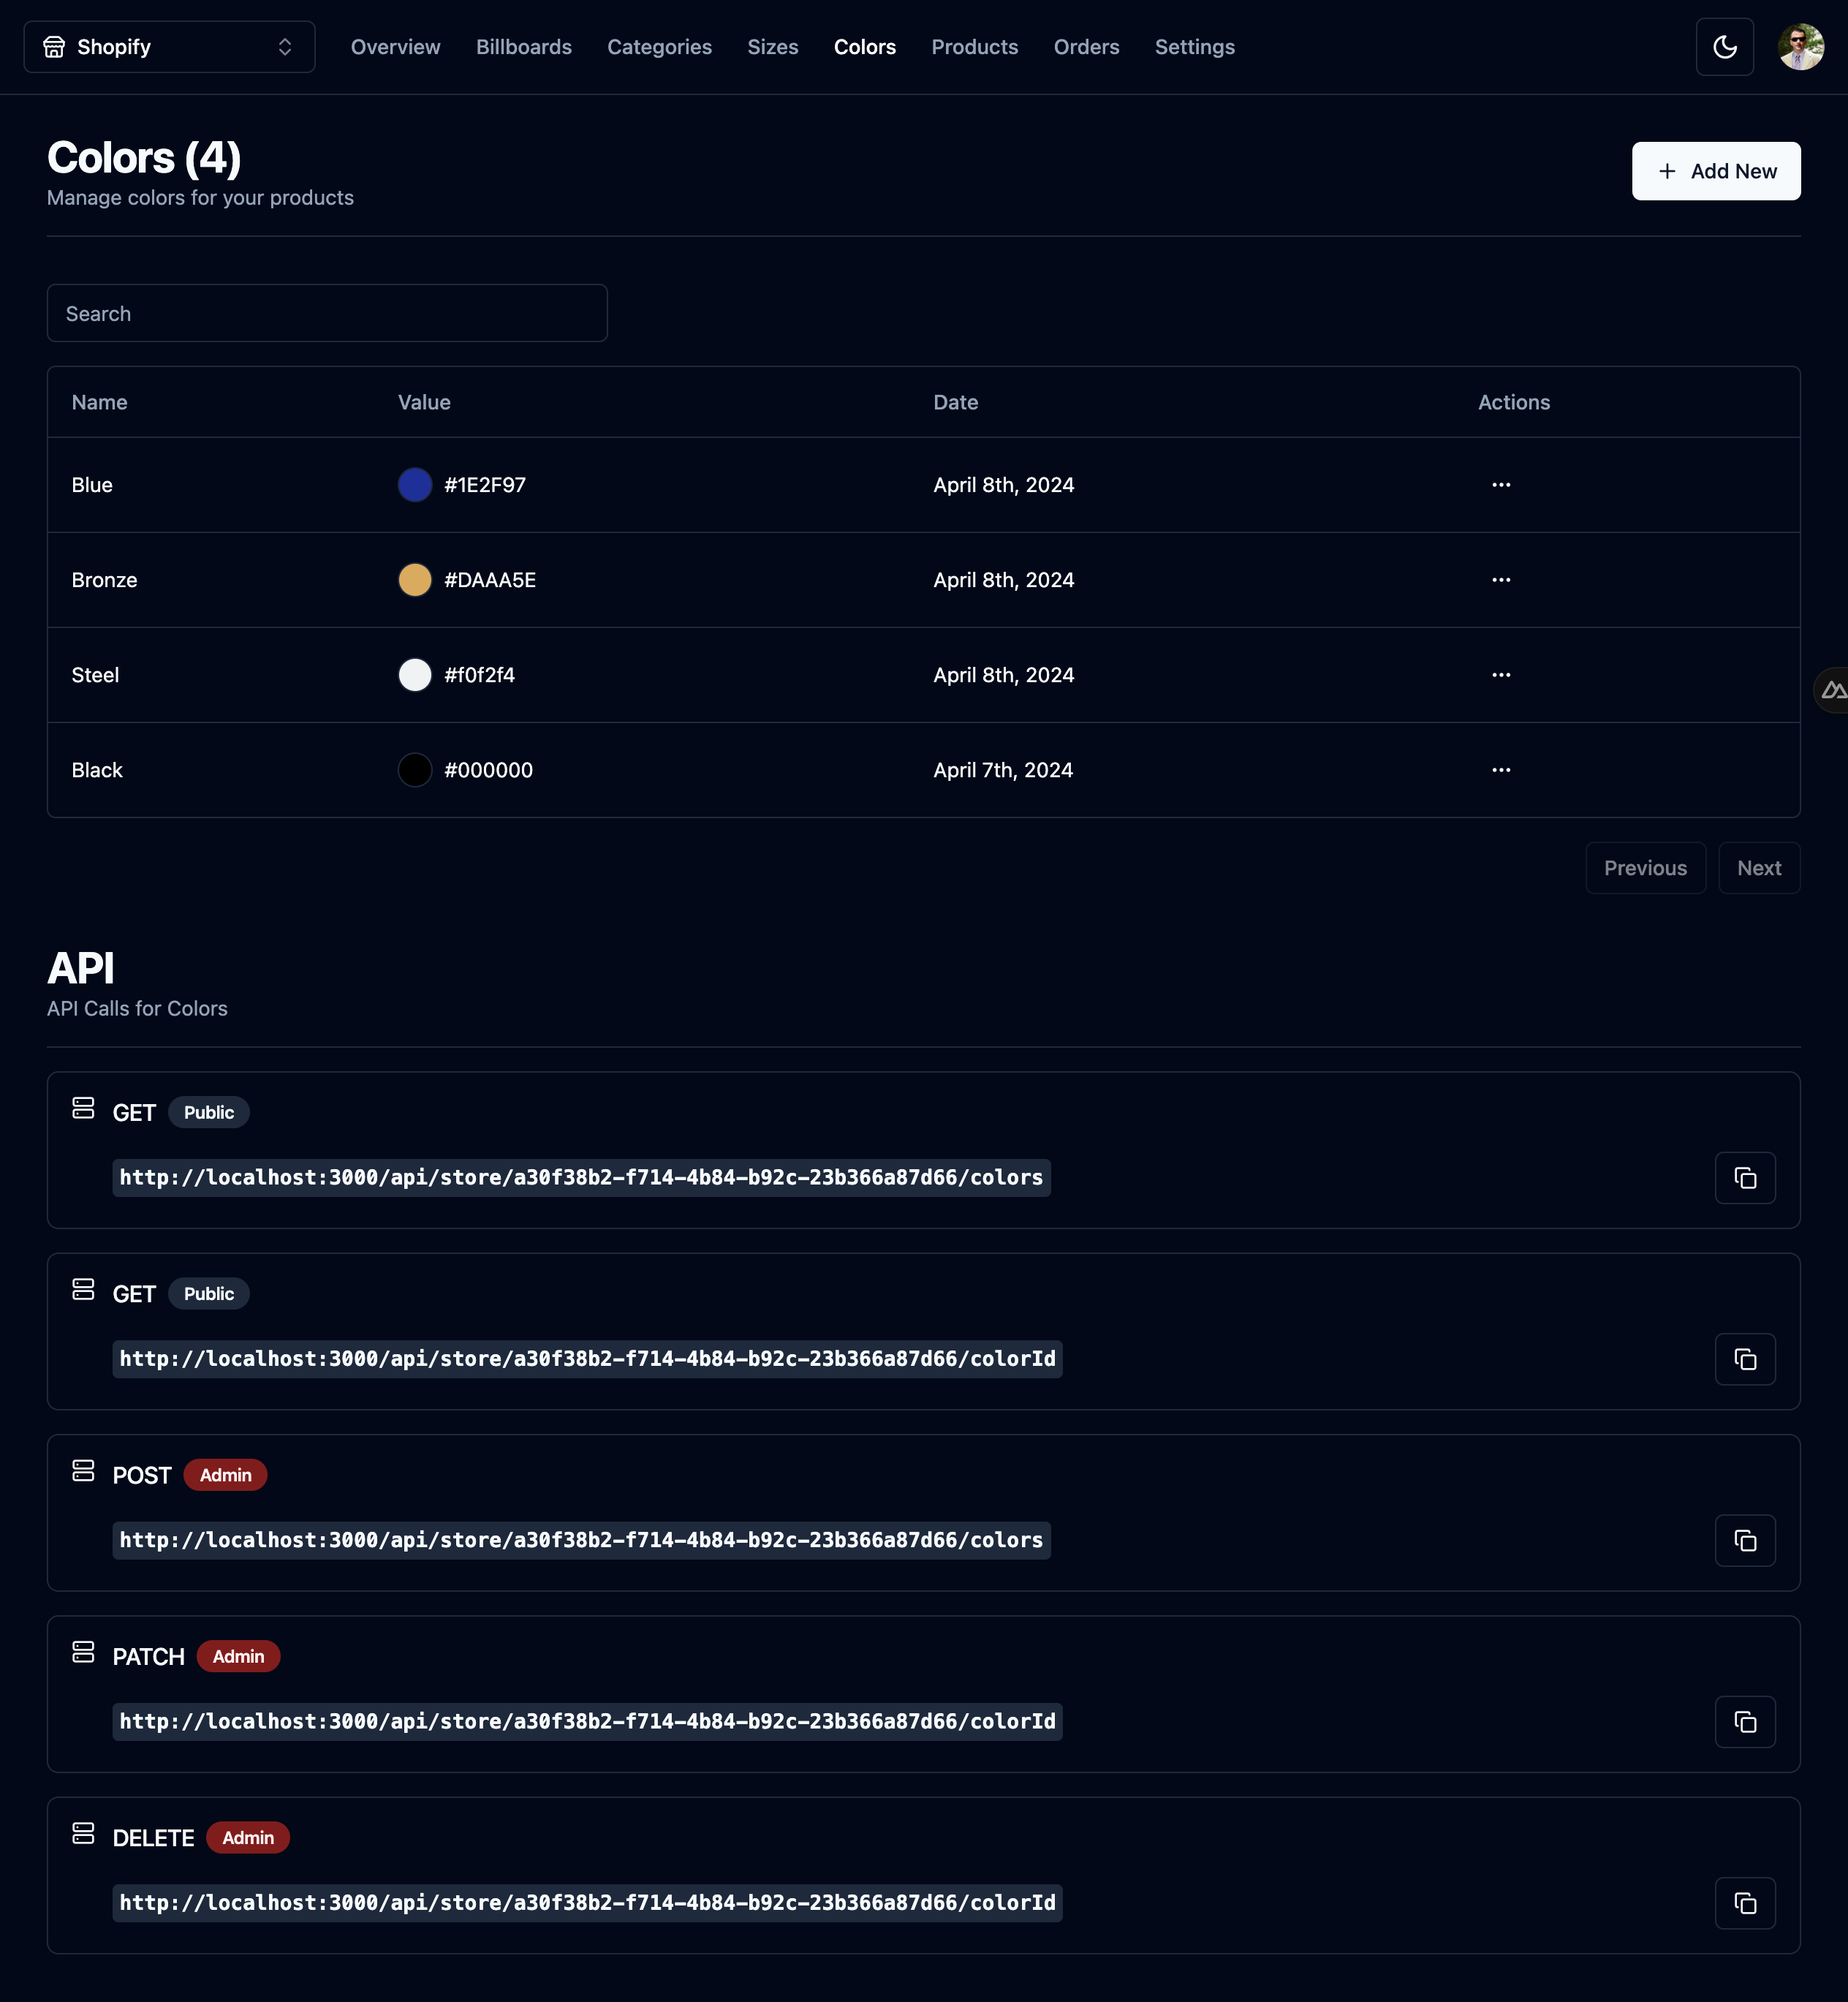 Shopify Overview Billboards Categories Sizes Colors Products Orders Settings
Colors (4)
Manage colors for your products
+ Add New
Search
Name Value Date Actions
Blue #1E2F97 April 8th, 2024 ...
Bronze #DAAA5E April 8th, 2024 ...
Steel #f0f2f4 April 8th, 2024 ...
Black #000000 April 7th, 2024 ...
Previous Next
API
API Calls for Colors
GET Public
http://localhost:3000/api/store/a30f38b2-f714-4b84-b92c-23b366a87d66/colors
GET Public
http://localhost:3000/api/store/a30f38b2-f714-4b84-b92c-23b366a87d66/colorId
POST Admin
http://localhost:3000/api/store/a30f38b2-f714-4b84-b92c-23b366a87d66/colors
PATCH Admin
http://localhost:3000/api/store/a30f38b2-f714-4b84-b92c-23b366a87d66/colorId
DELETE Admin
http://localhost:3000/api/store/a30f38b2-f714-4b84-b92c-23b366a87d66/colorId